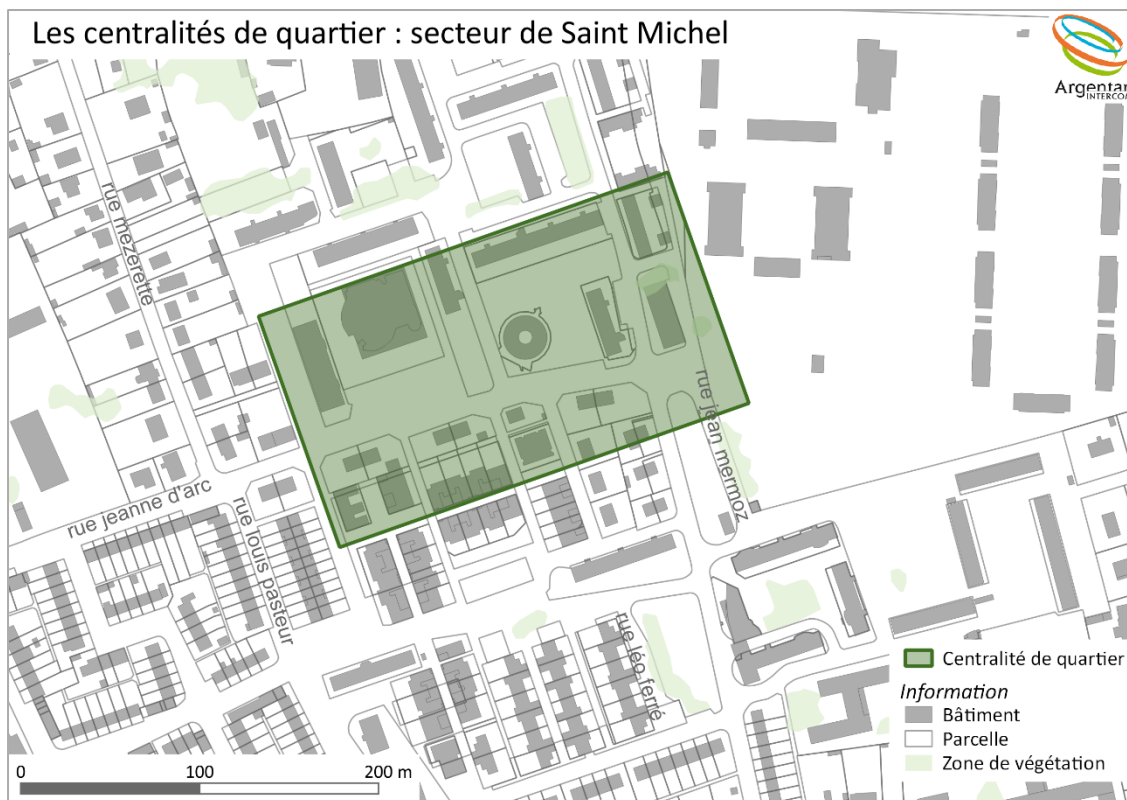 Les centralités de quartier : secteur de Saint Michel
Argentan
INTERCOM
rue mezerette
rue jeanne d'arc
rue louis pasteur
rue jean mermoz
rue léo ferré
Centralité de quartier
Information
Bâtiment
Parcelle
Zone de végétation
0 100 200 m